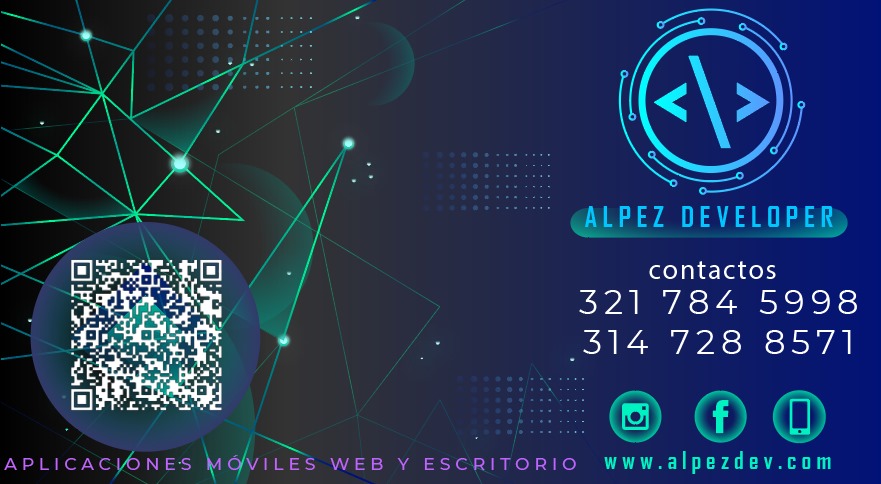 <\>
ALPEZ DEVELOPER
contactos
321 784 5998
314 728 8571
www.alpezdev.com
APLICACIONES MÓVILES WEB Y ESCRITORIO